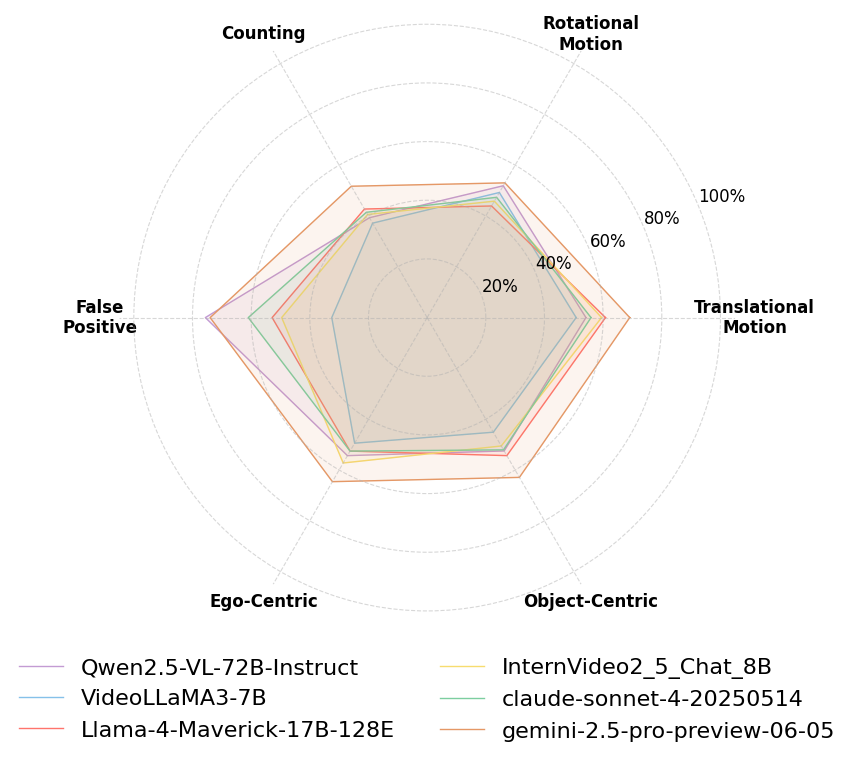 Counting
Rotational
Motion
100%
80%
60%
40%
20%
False
Positive
Translational
Motion
Ego-Centric
Object-Centric
Qwen2.5-VL-72B-Instruct
VideoLLaMA3-7B
Llama-4-Maverick-17B-128E
InternVideo2_5_Chat_8B
claude-sonnet-4-20250514
gemini-2.5-pro-preview-06-05